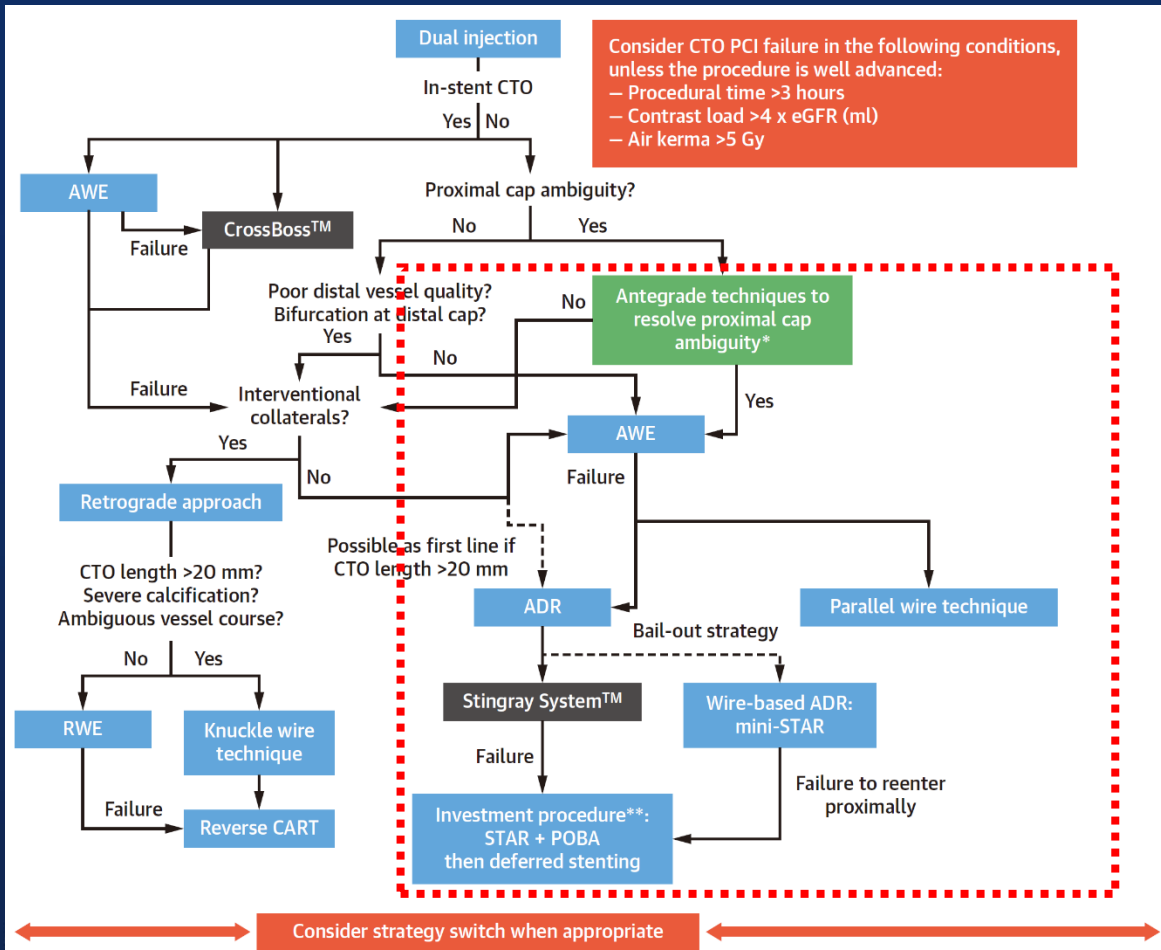 Dual injection
Consider CTO PCI failure in the following conditions,
unless the procedure is well advanced:
– Procedural time >3 hours
– Contrast load >4 x eGFR (ml)
– Air kerma >5 Gy
In-stent CTO
Yes
No
AWE
Failure
CrossBoss™
Proximal cap ambiguity?
No
Yes
Poor distal vessel quality?
Bifurcation at distal cap?
Yes
No
No
Antegrade techniques to
resolve proximal cap
ambiguity*
Yes
Failure
Interventional
collaterals?
AWE
Failure
Yes
No
Retrograde approach
Possible as first line if
CTO length >20 mm
CTO length >20 mm?
Severe calcification?
Ambiguous vessel course?
ADR
Parallel wire technique
Bail-out strategy
No
Yes
Stingray System™
Wire-based ADR:
mini-STAR
RWE
Knuckle wire
technique
Failure
Failure to reenter
proximally
Failure
Reverse CART
Investment procedure**:
STAR + POBA
then deferred stenting
Consider strategy switch when appropriate